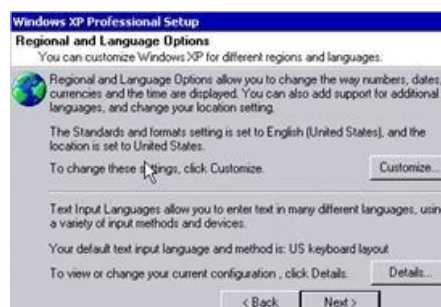 Windows XP Professional Setup
Regional and Language Options
You can customize Windows XP for different regions and languages.
Regional and Language Options allow you to change the way numbers, dates,
currencies and the time are displayed. You can also add support for additional
languages, and change your location setting.
The Standards and formats setting is set to English (United States), and the
location is set to United States.
To change these settings, click Customize.
Customize...
Text Input Languages allow you to enter text in many different languages, usin
a variety of input methods and devices.
Your default text input language and method is: US keyboard layout
To view or change your current configuration , click Details.
Details...
< Back
Next >